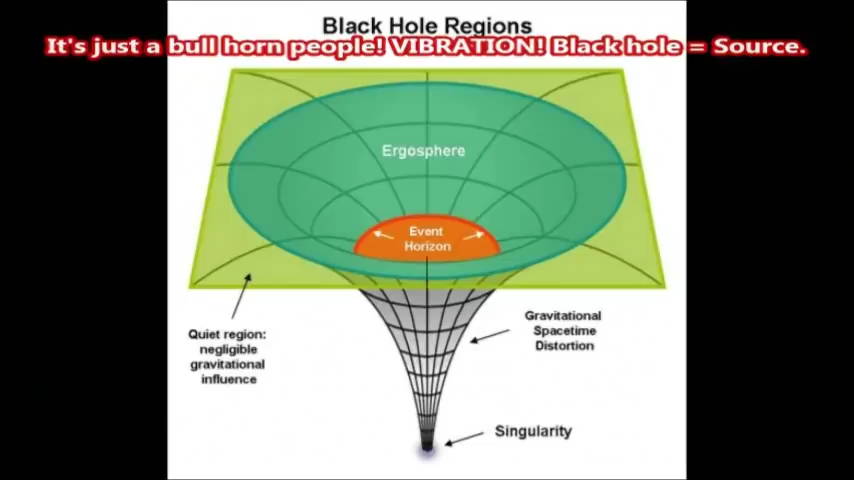 Black Hole Regions
It's just a bull horn people! VIBRATION! Black hole = Source.
Ergosphere
Event
Horizon
Quiet region:
negligible
gravitational
influence
Gravitational
Spacetime
Distortion
Singularity